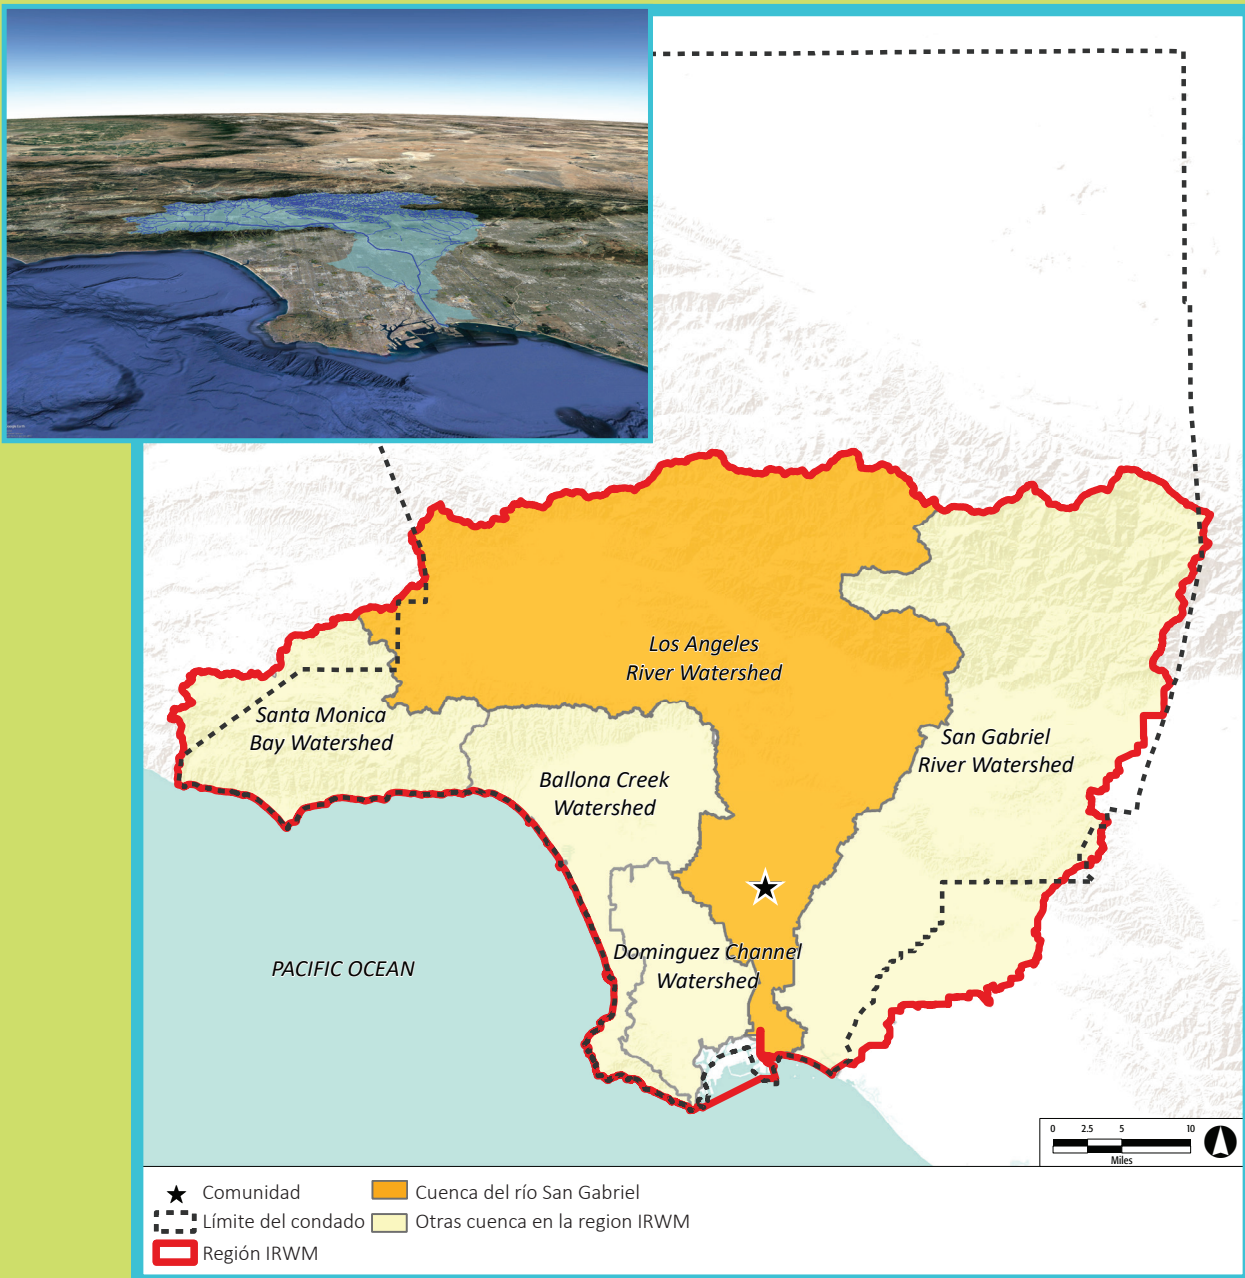 Los Angeles
River Watershed
Santa Monica
Bay Watershed
San Gabriel
River Watershed
Ballona Creek
Watershed
Dominguez Channel
Watershed
PACIFIC OCEAN
0 2.5 5 10
Miles
Comunidad
Límite del condado
Región IRWM
Cuenca del río San Gabriel
Otras cuenca en la region IRWM